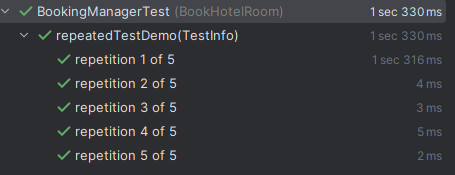 BookingManagerTest (BookHotelRoom) 1 sec 330 ms
repeatedTestDemo(TestInfo) 1 sec 330 ms
repetition 1 of 5 1 sec 316 ms
repetition 2 of 5 4 ms
repetition 3 of 5 3 ms
repetition 4 of 5 5 ms
repetition 5 of 5 2 ms